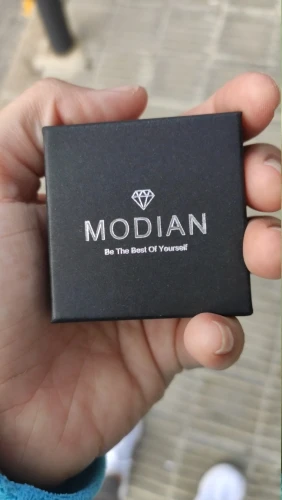 MODIAN
Be The Best Of Yourself